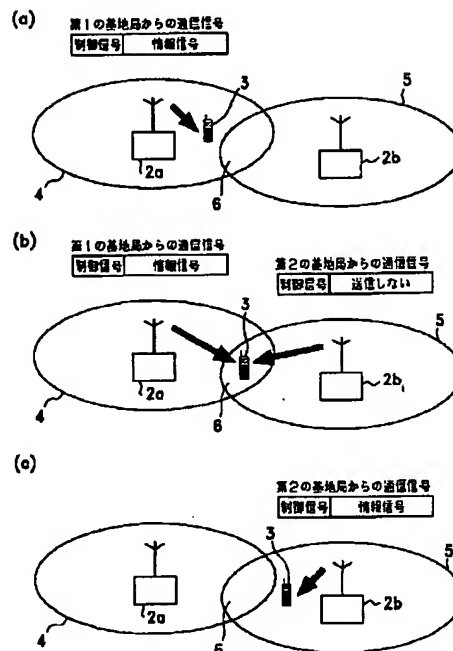 (a)
第1の基地局からの通信信号
制御信号 情報信号
3
5
2a
2b
4
6
(b)
第1の基地局からの通信信号
制御信号 情報信号
第2の基地局からの通信信号
制御信号 送信しない
3
5
2a
2b
4
6
(c)
第2の基地局からの通信信号
制御信号 情報信号
3
5
2a
2b
4
6